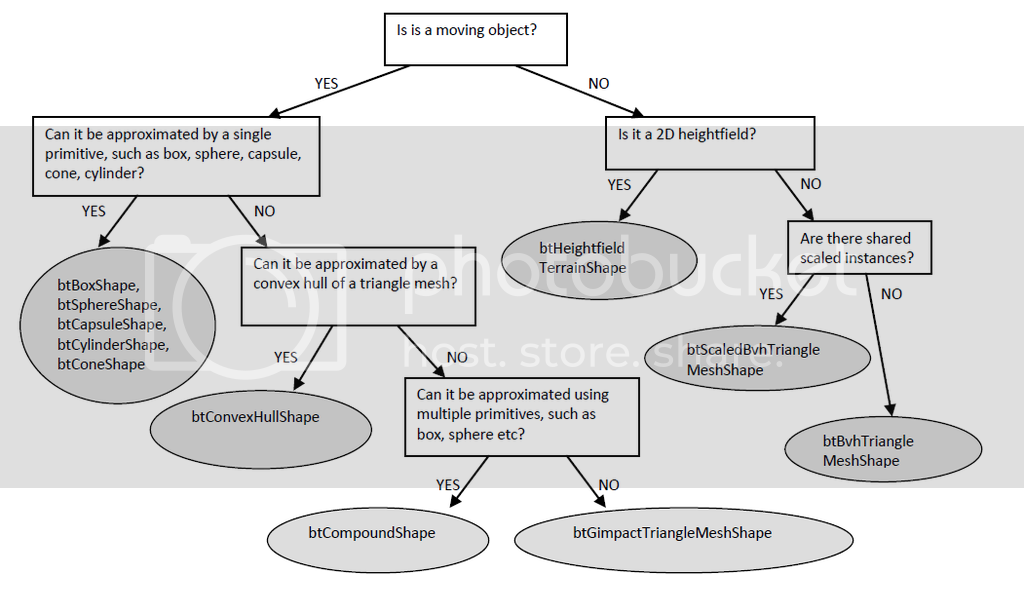 Is is a moving object?
YES
NO
Can it be approximated by a single
primitive, such as box, sphere, capsule,
cone, cylinder?
Is it a 2D heightfield?
YES
NO
YES
NO
btBoxShape,
btSphereShape,
btCapsuleShape,
btCylinderShape,
btConeShape
Can it be approximated by a
convex hull of a triangle mesh?
btHeightfield
TerrainShape
Are there shared
scaled instances?
photobucket
host. store. share.
YES
NO
YES
NO
btConvexHullShape
Can it be approximated using
multiple primitives, such as
box, sphere etc?
btScaledBvhTriangle
MeshShape
btBvhTriangle
MeshShape
YES
NO
btCompoundShape
btGimpactTriangleMeshShape